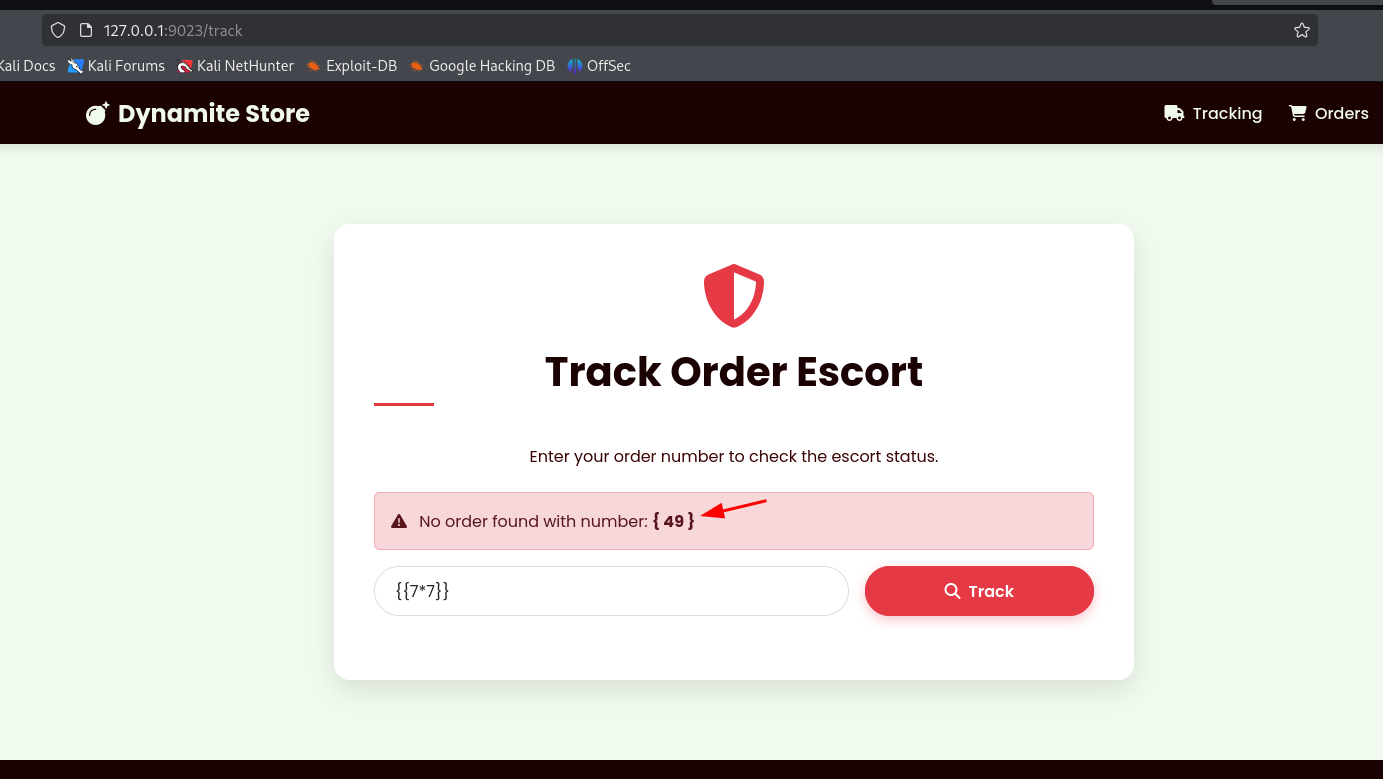 127.0.0.1:9023/track
Kali Docs Kali Forums Kali NetHunter Exploit-DB Google Hacking DB OffSec
Dynamite Store Tracking Orders
Track Order Escort
Enter your order number to check the escort status.
No order found with number: { 49 }
{{7*7}} Track